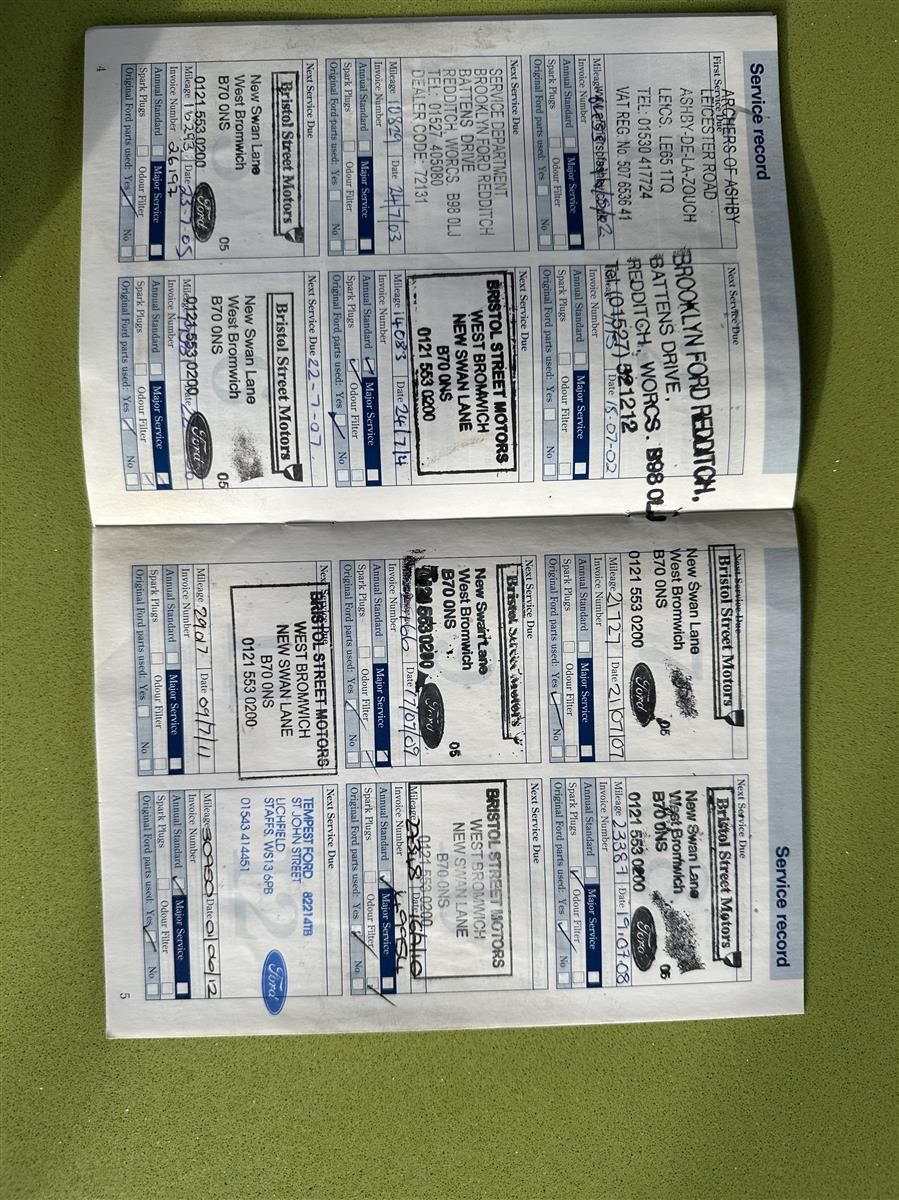 Service record
First Service Due
ARCHERS OF ASHBY
LEICESTER ROAD
ASHBY-DE-LA-ZOUCH
LEICS. LE65 1TQ
TEL: 01530 417724
VAT REG. No. 507 6536 41
Mileage
Invoice Number
Annual Standard Major Service
Spark Plugs Odour Filter
Original Ford parts used: Yes No
Next Service Due
BROOKLYN FORD REDDITCH,
BATTENS DRIVE,
REDDITCH, WORCS. B98 0LJ
Date 15-07-02
Invoice Number
Annual Standard Major Service
Spark Plugs Odour Filter
Original Ford parts used: Yes No
Next Service Due
SERVICE DEPARTMENT
BROOKLYN FORD REDDITCH
BATTENS DRIVE
REDDITCH, WORCS B98 0LJ
TEL: 01527 405080
DEALER CODE: 72131
Mileage 10829 Date 24/7/03
Invoice Number
Annual Standard Major Service
Spark Plugs Odour Filter
Original Ford parts used: Yes No
Next Service Due
BRISTOL STREET MOTORS
WEST BROMWICH
NEW SWAN LANE
B70 0NS
0121 553 0200
Mileage 14083 Date 24/7/4
Invoice Number
Annual Standard ✓ Major Service
Spark Plugs ✓ Odour Filter
Original Ford parts used: Yes ✓ No
Next Service Due
Bristol Street Motors
New Swan Lane
West Bromwich
B70 0NS
05
0121 553 0200
Ford
Mileage 16293 Date 25-7-05
Invoice Number 26197
Annual Standard Major Service
Spark Plugs Odour Filter
Original Ford parts used: Yes ✓ No
4
Next Service Due 22-7-07
Bristol Street Motors
New Swan Lane
West Bromwich
B70 0NS
05
0121 553 0200
Ford
Mileage
Invoice Number
Annual Standard Major Service ✓
Spark Plugs Odour Filter
Original Ford parts used: Yes ✓ No
Service record
Next Service Due
Bristol Street Motors
New Swan Lane
West Bromwich
B70 0NS
05
0121 553 0200
Ford
Mileage 21727 Date 21/07/07
Invoice Number
Annual Standard Major Service
Spark Plugs Odour Filter
Original Ford parts used: Yes ✓ No
Next Service Due
Bristol Street Motors
New Swan Lane
West Bromwich
B70 0NS
05
0121 553 0200
Ford
Mileage 23387 Date 19.07.08
Invoice Number
Annual Standard Major Service
Spark Plugs ✓ Odour Filter
Original Ford parts used: Yes ✓ No
Next Service Due
Bristol Street Motors
New Swan Lane
West Bromwich
B70 0NS
05
0121 553 0200
Ford
Date 17/07/09
Invoice Number
Annual Standard Major Service ✓
Spark Plugs Odour Filter
Original Ford parts used: Yes ✓ No
Next Service Due
BRISTOL STREET MOTORS
WEST BROMWICH
NEW SWAN LANE
B70 0NS
0121 553 0200
Mileage Date
Invoice Number
Annual Standard ✓ Major Service
Spark Plugs Odour Filter
Original Ford parts used: Yes ✓ No
Next Service Due
BRISTOL STREET MOTORS
WEST BROMWICH
NEW SWAN LANE
B70 0NS
0121 553 0200
Mileage 29017 Date 09/7/11
Invoice Number
Annual Standard Major Service
Spark Plugs Odour Filter
Original Ford parts used: Yes No
Next Service Due
TEMPEST FORD 82214TB
ST JOHN STREET
LICHFIELD
STAFFS, WS13 6PB
01543 414451
Ford
Mileage Date 01/06/12
Invoice Number
Annual Standard ✓ Major Service
Spark Plugs Odour Filter
Original Ford parts used: Yes ✓ No
5